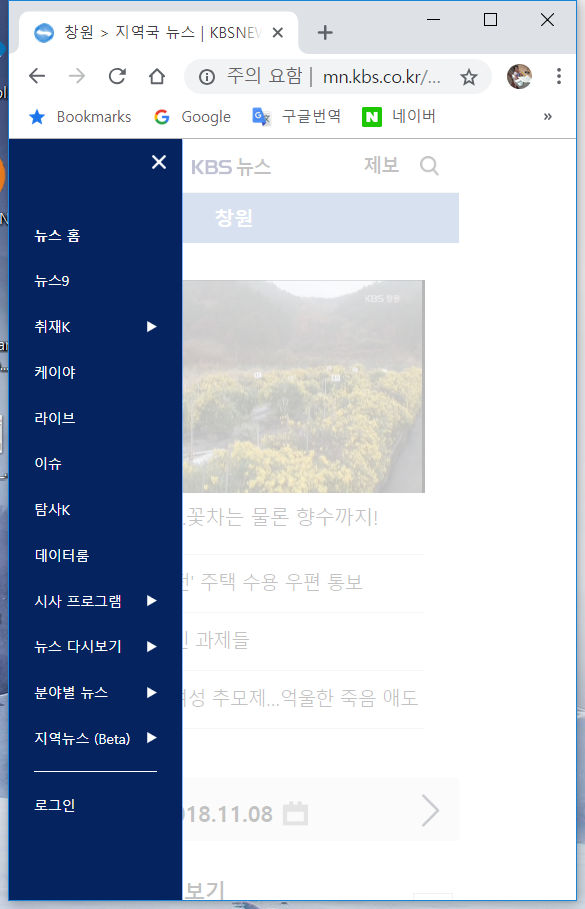 창원 > 지역국 뉴스 | KBSNEW
주의 요함 | mn.kbs.co.kr/...
Bookmarks Google 구글번역 네이버 »
KBS 뉴스 제보
창원
뉴스 홈
뉴스9
취재K
케이야
라이브
이슈
탐사K
데이터룸
시사 프로그램
뉴스 다시보기
분야별 뉴스
지역뉴스 (Beta)
로그인
KBS 창원
..꽃차는 물론 향수까지!
' 주택 수용 우편 통보
과제들
여성 추모제...억울한 죽음 애도
018.11.08
보기